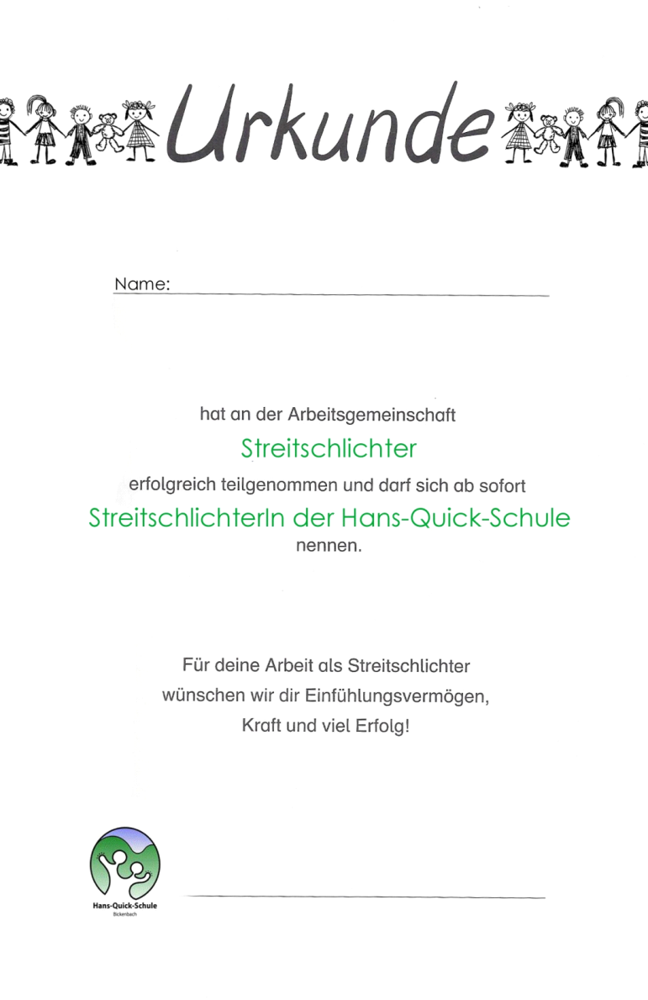 Urkunde
Name:
hat an der Arbeitsgemeinschaft
Streitschlichter
erfolgreich teilgenommen und darf sich ab sofort
StreitschlichterIn der Hans-Quick-Schule
nennen.
Für deine Arbeit als Streitschlichter
wünschen wir dir Einfühlungsvermögen,
Kraft und viel Erfolg!
Hans-Quick-Schule
Bickenbach